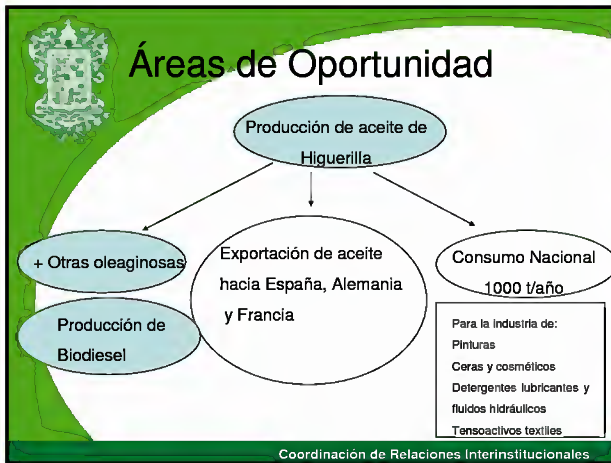 Áreas de Oportunidad
Producción de aceite de
Higuerilla
+ Otras oleaginosas
Producción de
Biodiesel
Exportación de aceite
hacia España, Alemania
y Francia
Consumo Nacional
1000 t/año
Para la industria de:
Pinturas
Ceras y cosméticos
Detergentes lubricantes y
fluidos hidráulicos
Tensoactivos textiles
Coordinación de Relaciones Interinstitucionales